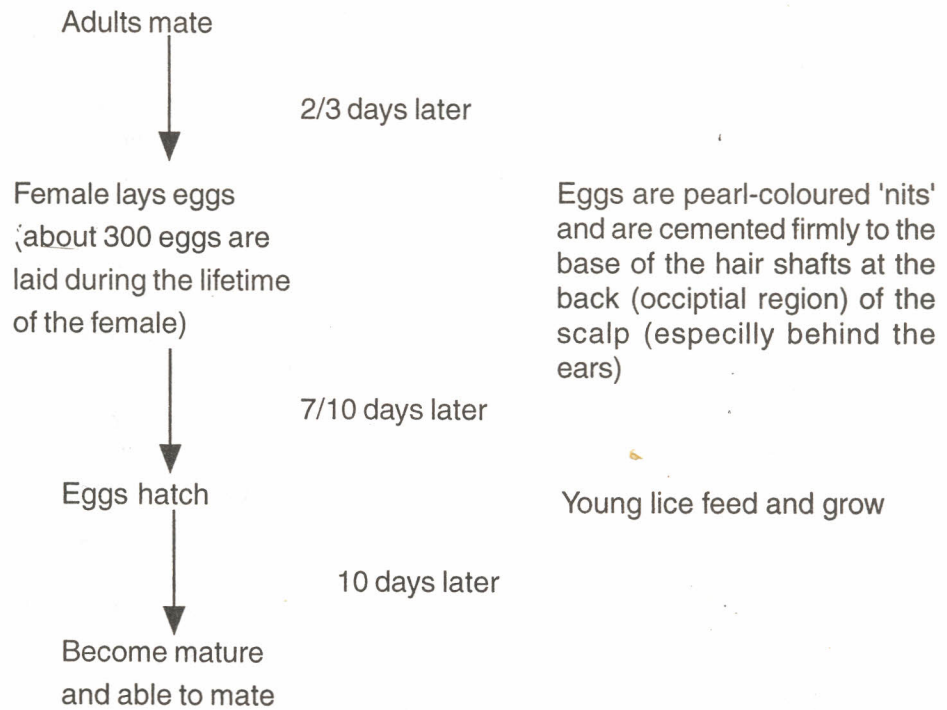 Adults mate
2/3 days later
Female lays eggs
(about 300 eggs are
laid during the lifetime
of the female)
Eggs are pearl-coloured 'nits'
and are cemented firmly to the
base of the hair shafts at the
back (occiptial region) of the
scalp (especilly behind the
ears)
7/10 days later
Eggs hatch
Young lice feed and grow
10 days later
Become mature
and able to mate